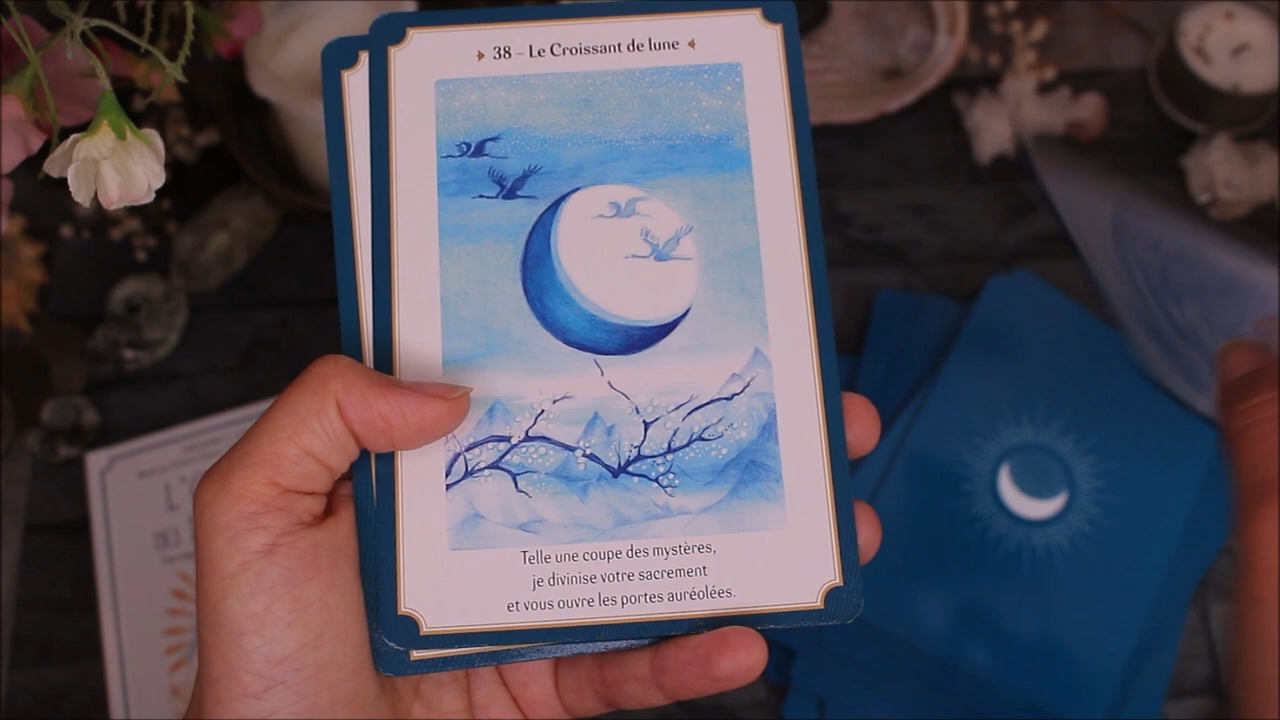 38 - Le Croissant de lune
Telle une coupe des mystères,
je divinise votre sacrement
et vous ouvre les portes auréolées.